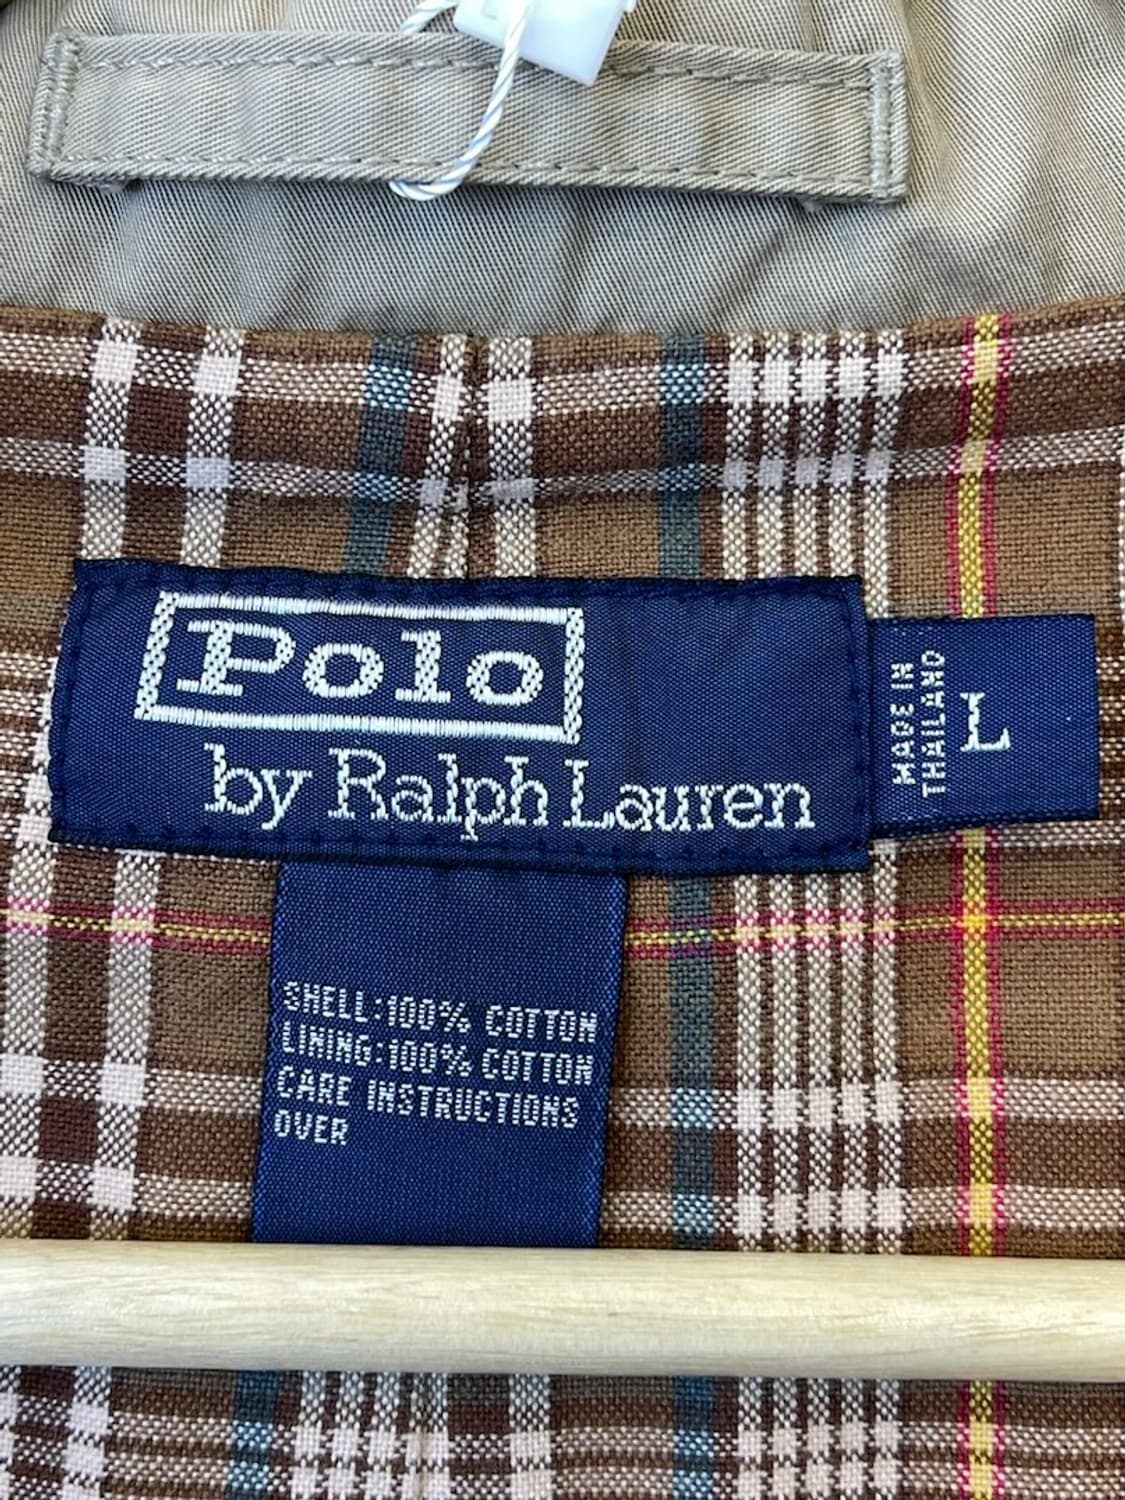 Polo
by Ralph Lauren
MADE IN
THAILAND
L
SHELL:100% COTTON
LINING:100% COTTON
CARE INSTRUCTIONS
OVER